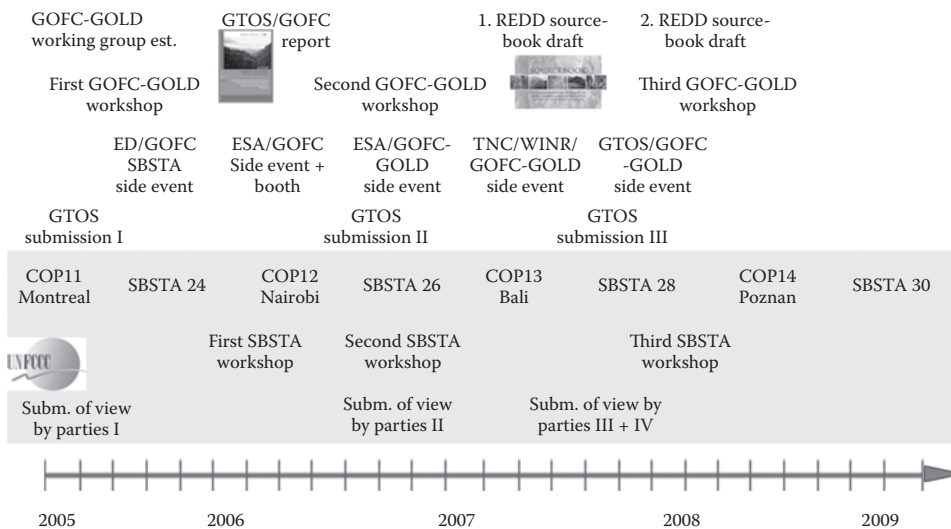 GOFC-GOLD
working group est.
GTOS/GOFC
report
1. REDD source-
book draft
2. REDD source-
book draft
SOURCEBOOK
First GOFC-GOLD
workshop
Second GOFC-GOLD
workshop
Third GOFC-GOLD
workshop
ED/GOFC
SBSTA
side event
ESA/GOFC
Side event +
booth
ESA/GOFC-
GOLD
side event
TNC/WINR/
GOFC-GOLD
side event
GTOS/GOFC
-GOLD
side event
GTOS
submission I
GTOS
submission II
GTOS
submission III
COP11
Montreal
SBSTA 24
COP12
Nairobi
SBSTA 26
COP13
Bali
SBSTA 28
COP14
Poznan
SBSTA 30
First SBSTA
workshop
Second SBSTA
workshop
Third SBSTA
workshop
UNFCCC
Subm. of view
by parties I
Subm. of view
by parties II
Subm. of view by
parties III + IV
2005
2006
2007
2008
2009